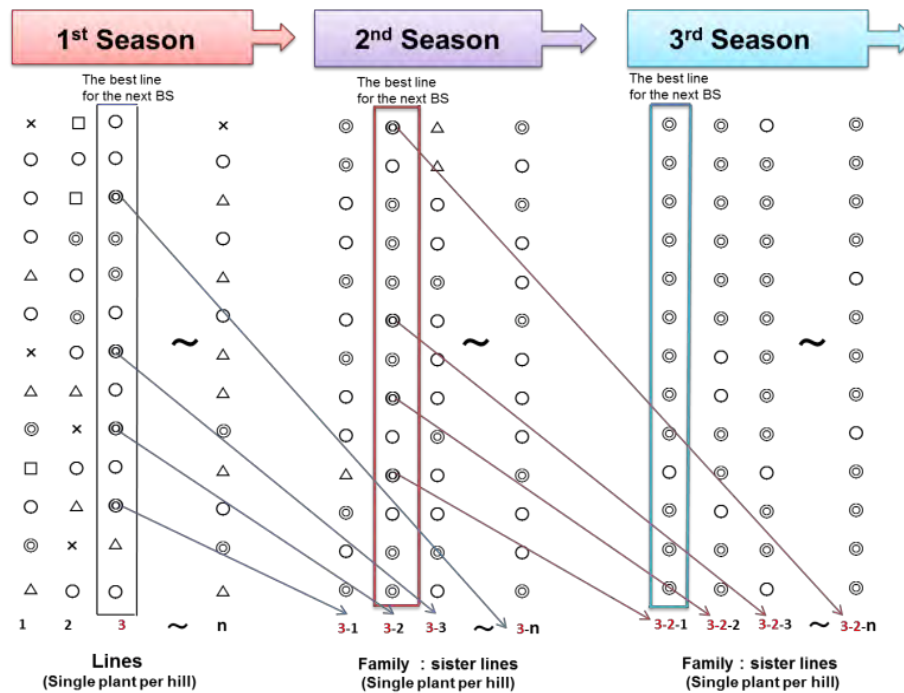 1st Season
2nd Season
3rd Season
The best line
for the next BS
The best line
for the next BS
The best line
for the next BS
1 2 3 ~ n
3-1 3-2 3-3 ~ 3-n
3-2-1 3-2-2 3-2-3 ~ 3-2-n
Lines
(Single plant per hill)
Family : sister lines
(Single plant per hill)
Family : sister lines
(Single plant per hill)